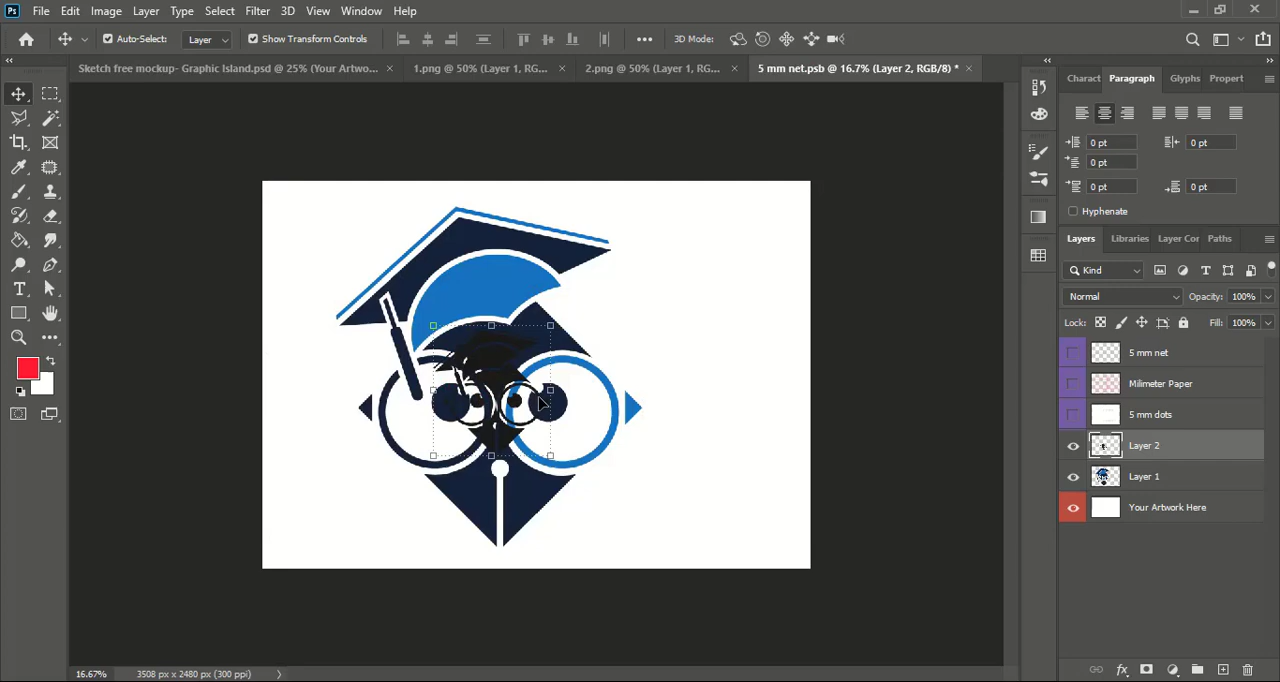 Ps File Edit Image Layer Type Select Filter 3D View Window Help
Auto-Select: Layer Show Transform Controls 3D Mode:
Sketch free mockup- Graphic Island.psd @ 25% (Your Artwo... × 1.png @ 50% (Layer 1, RG... × 2.png @ 50% (Layer 1, RG... × 5 mm net.psb @ 16.7% (Layer 2, RGB/8) * ×
Charact Paragraph Glyphs Propert
0 pt 0 pt
0 pt
0 pt 0 pt
Hyphenate
Layers Libraries Layer Cor Paths
Kind
Normal Opacity: 100%
Lock: Fill: 100%
5 mm net
Milimeter Paper
5 mm dots
Layer 2
Layer 1
Your Artwork Here
16.67% 3508 px x 2480 px (300 ppi)